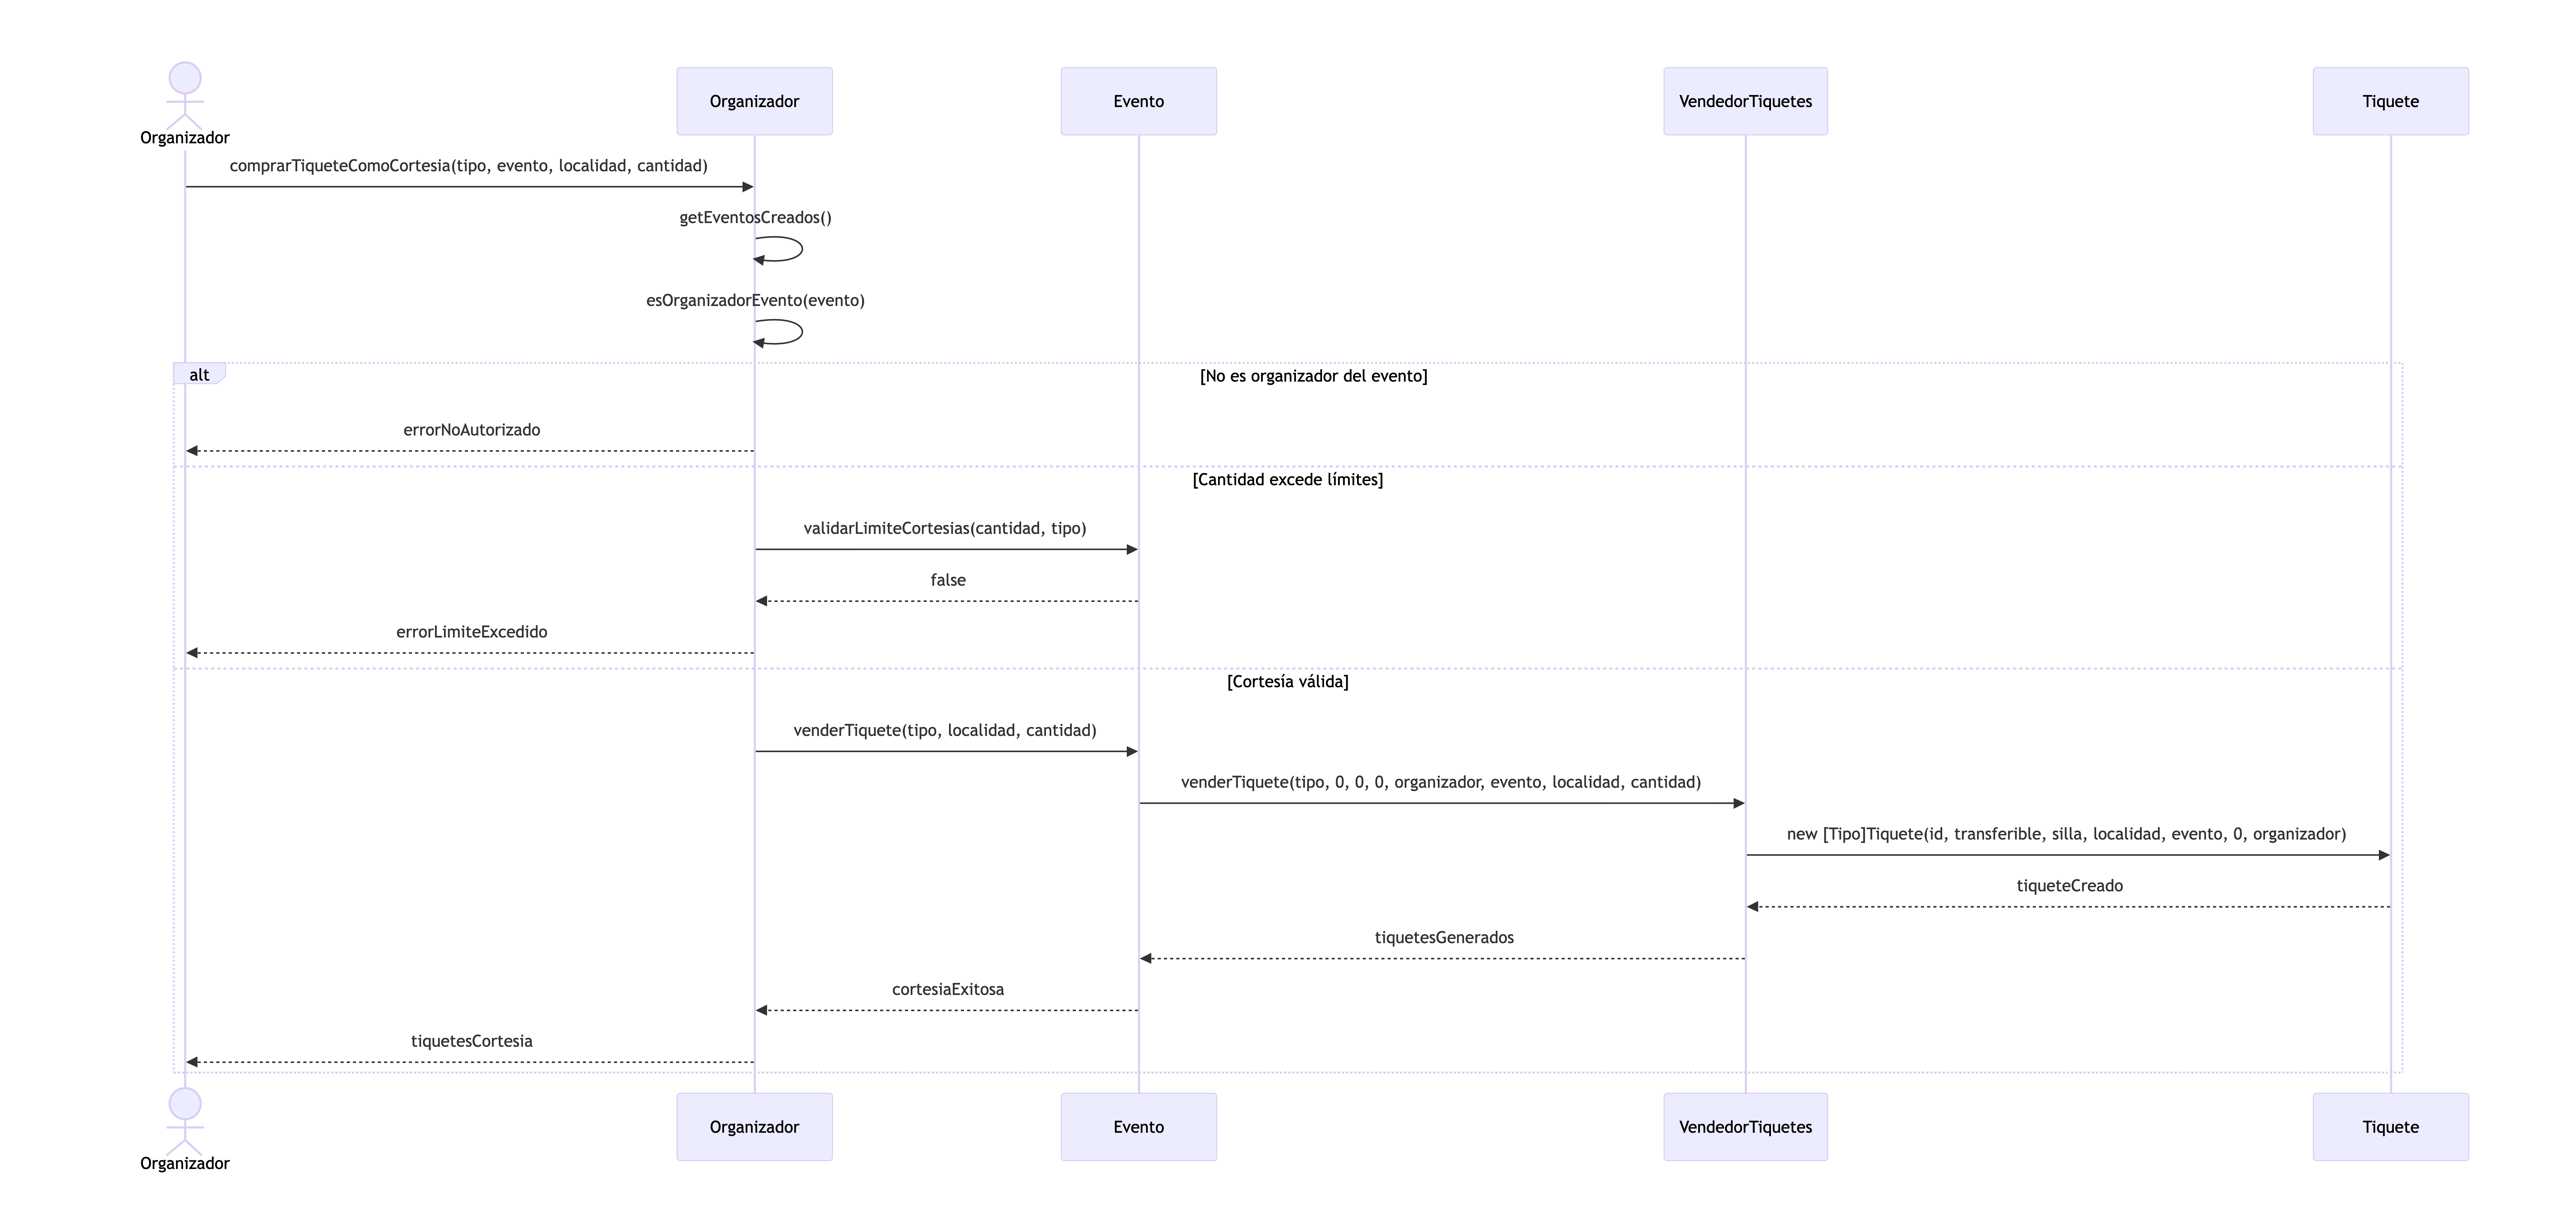 Organizador
Organizador
Evento
VendedorTiquetes
Tiquete
comprarTiqueteComoCortesia(tipo, evento, localidad, cantidad)
getEventosCreados()
esOrganizadorEvento(evento)
alt
[No es organizador del evento]
errorNoAutorizado
[Cantidad excede límites]
validarLimiteCortesias(cantidad, tipo)
false
errorLimiteExcedido
[Cortesía válida]
venderTiquete(tipo, localidad, cantidad)
venderTiquete(tipo, 0, 0, 0, organizador, evento, localidad, cantidad)
new [Tipo]Tiquete(id, transferible, silla, localidad, evento, 0, organizador)
tiqueteCreado
tiquetesGenerados
cortesiaExitosa
tiquetesCortesia
Organizador
Organizador
Evento
VendedorTiquetes
Tiquete